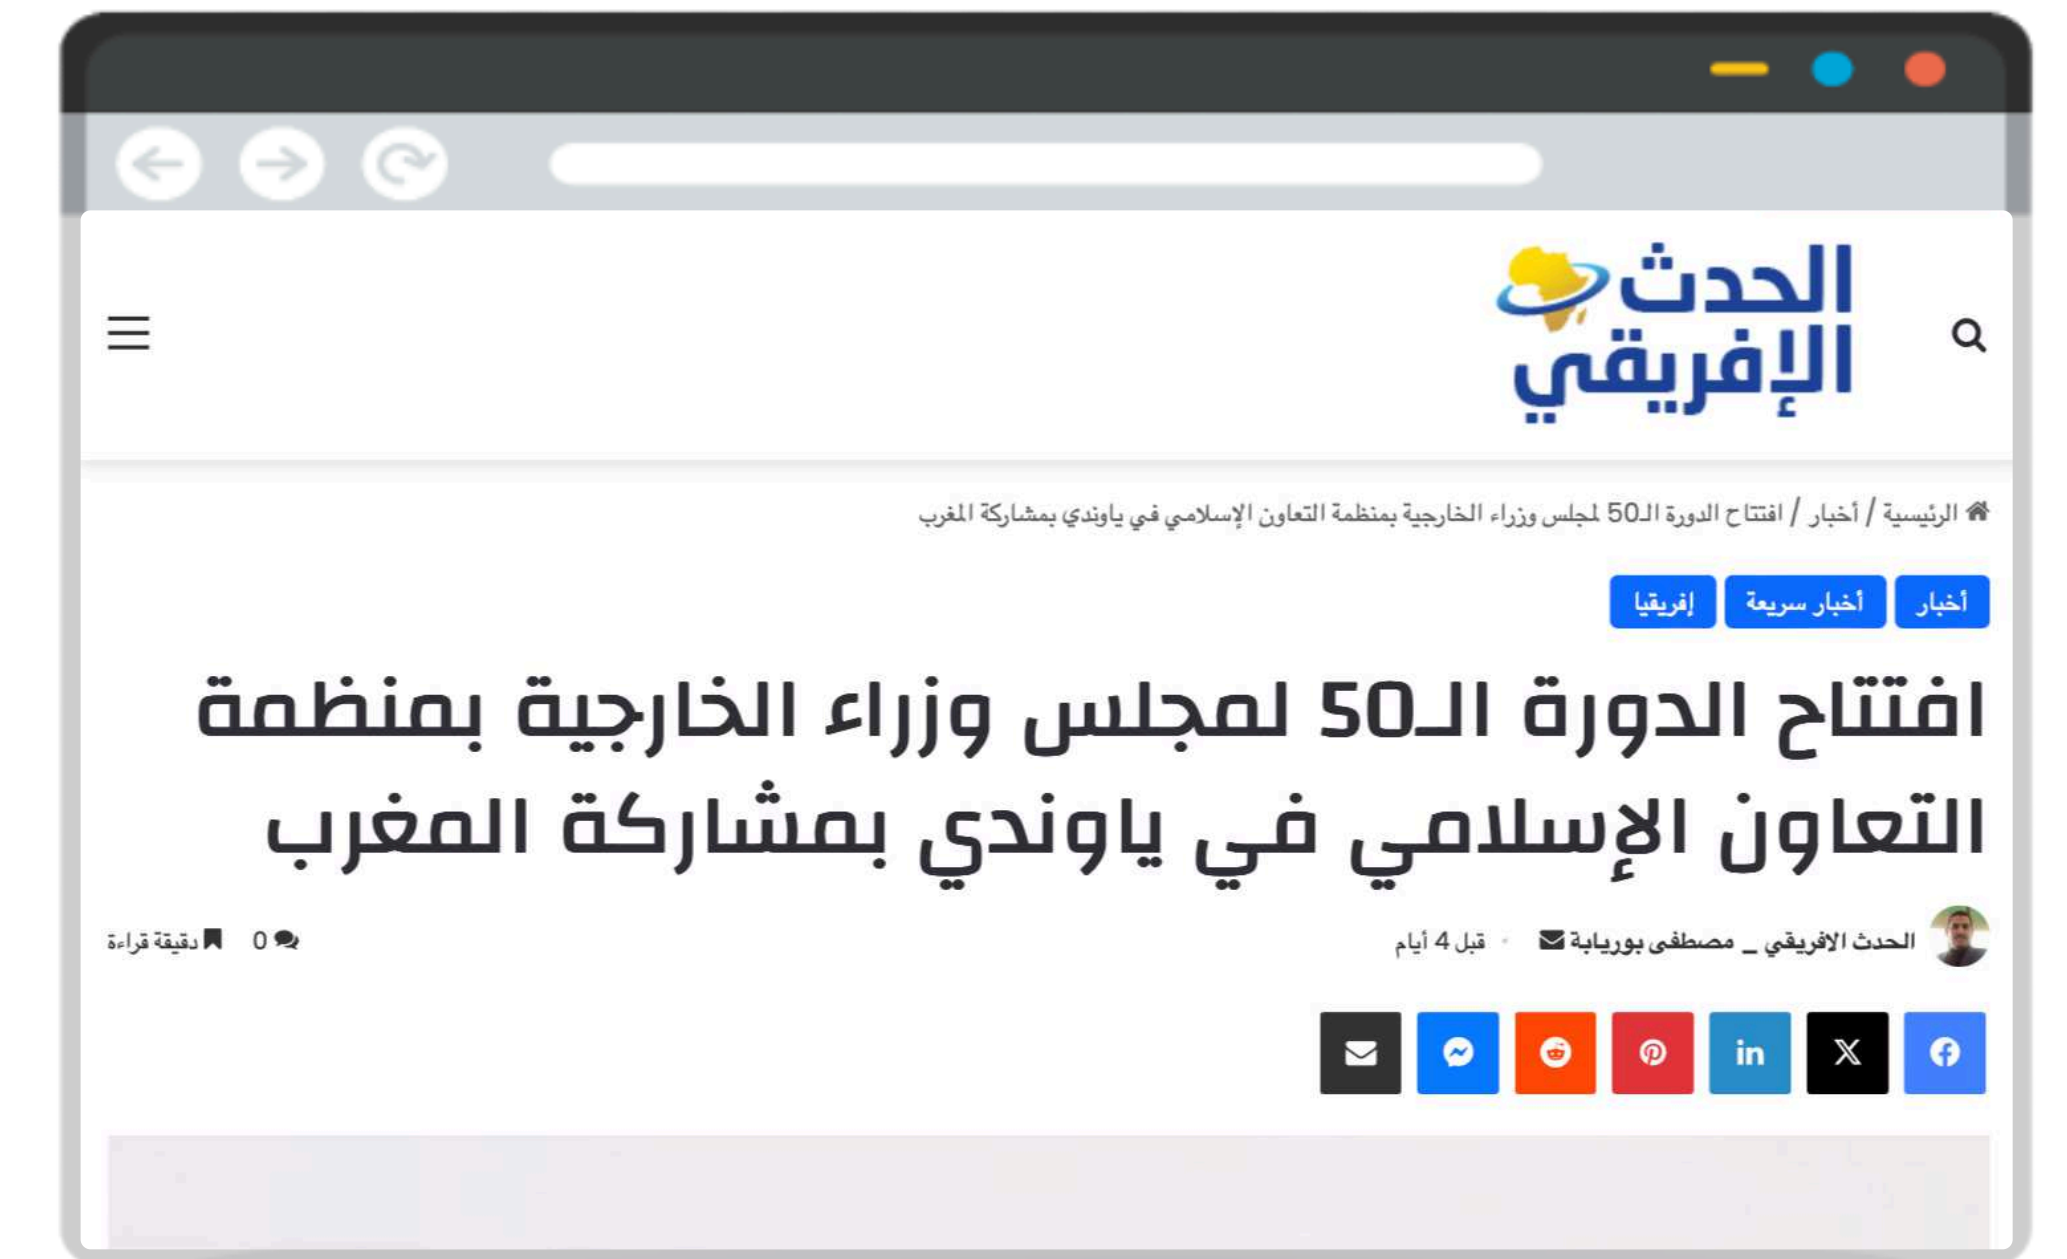 الحدث
الإفريقي
الرئيسية / أخبار / افتتاح الدورة الـ50 لمجلس وزراء الخارجية بمنظمة التعاون الإسلامي في ياوندي بمشاركة المغرب
أخبار أخبار سريعة إفريقيا
افتتاح الدورة الـ50 لمجلس وزراء الخارجية بمنظمة
التعاون الإسلامي في ياوندي بمشاركة المغرب
الحدث الافريقي _ مصطفى بوريابة قبل 4 أيام 0 دقيقة قراءة
in